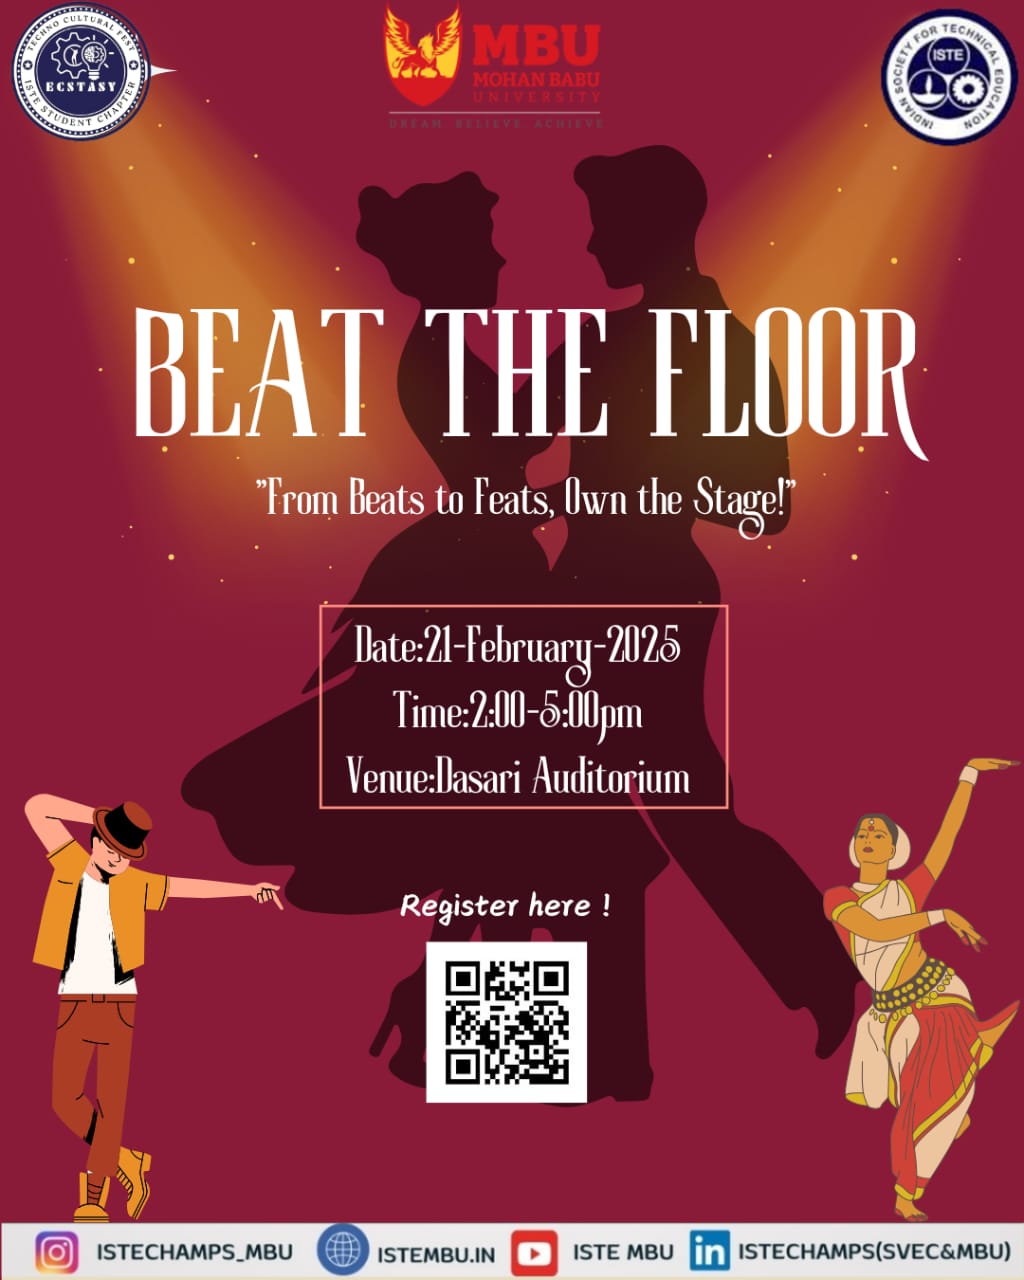 TECHNO CULTURAL FEST
ECSTASY
ISTE STUDENT CHAPTER
MBU
MOHAN BABU
UNIVERSITY
DREAM. BELIEVE. ACHIEVE
INDIAN SOCIETY FOR TECHNICAL EDUCATION
ISTE
BEAT THE FLOOR
"From Beats to Feats, Own the Stage!"
Date:21-February-2025
Time:2:00-5:00pm
Venue:Dasari Auditorium
Register here !
ISTECHAMPS_MBU
ISTEMBU.IN
ISTE MBU
ISTECHAMPS(SVEC&MBU)